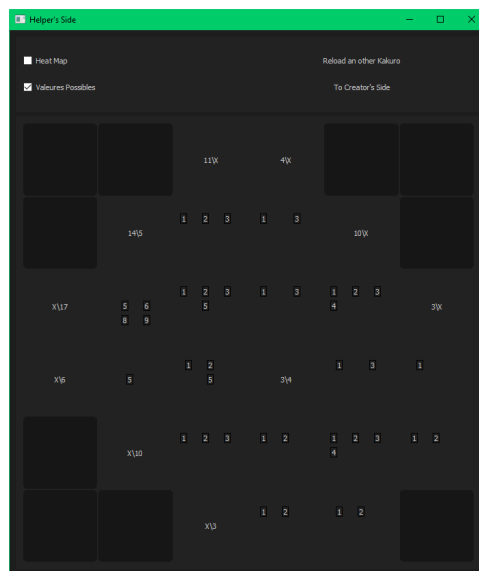 Helper's Side
Heat Map
Reload an other Kakuro
Valeures Possibles
To Creator's Side
11\X 4\X
1 2 3 1 3
14\5 10\X
1 2 3 1 3 1 2 3
X\17 5 6 5 4 3\X
8 9
1 2 1 3 1
X\6 5 5 3\4
1 2 3 1 2 1 2 3 1 2
X\10 4
1 2 1 2
X\3